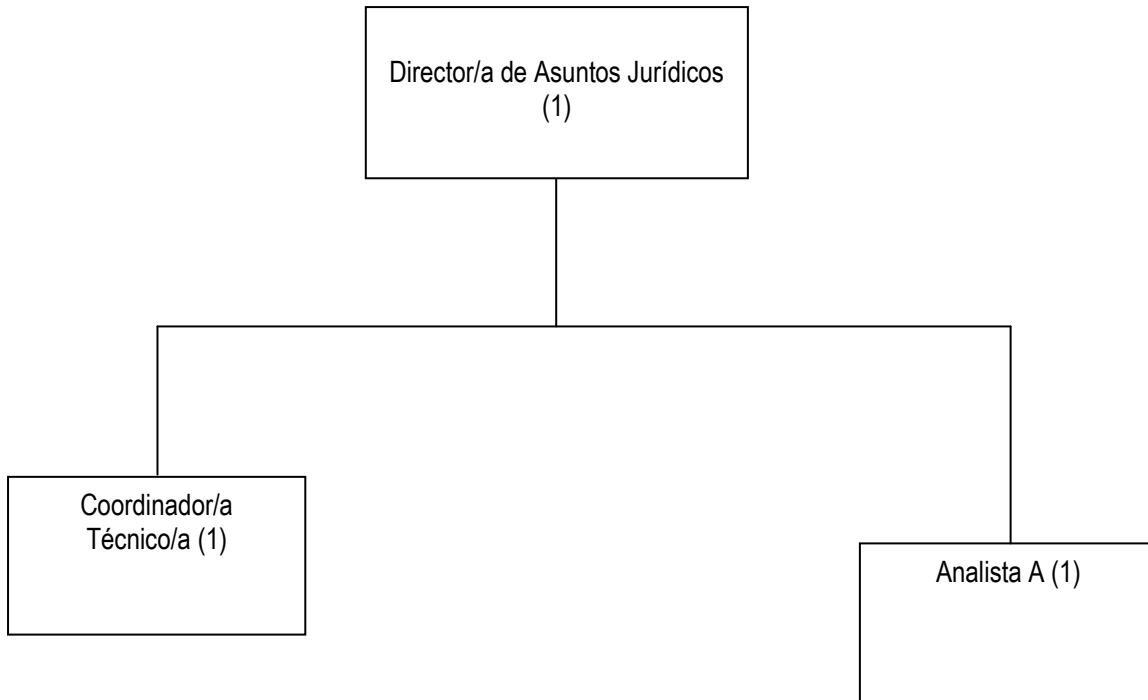 Director/a de Asuntos Jurídicos
(1)
Coordinador/a
Técnico/a (1)
Analista A (1)